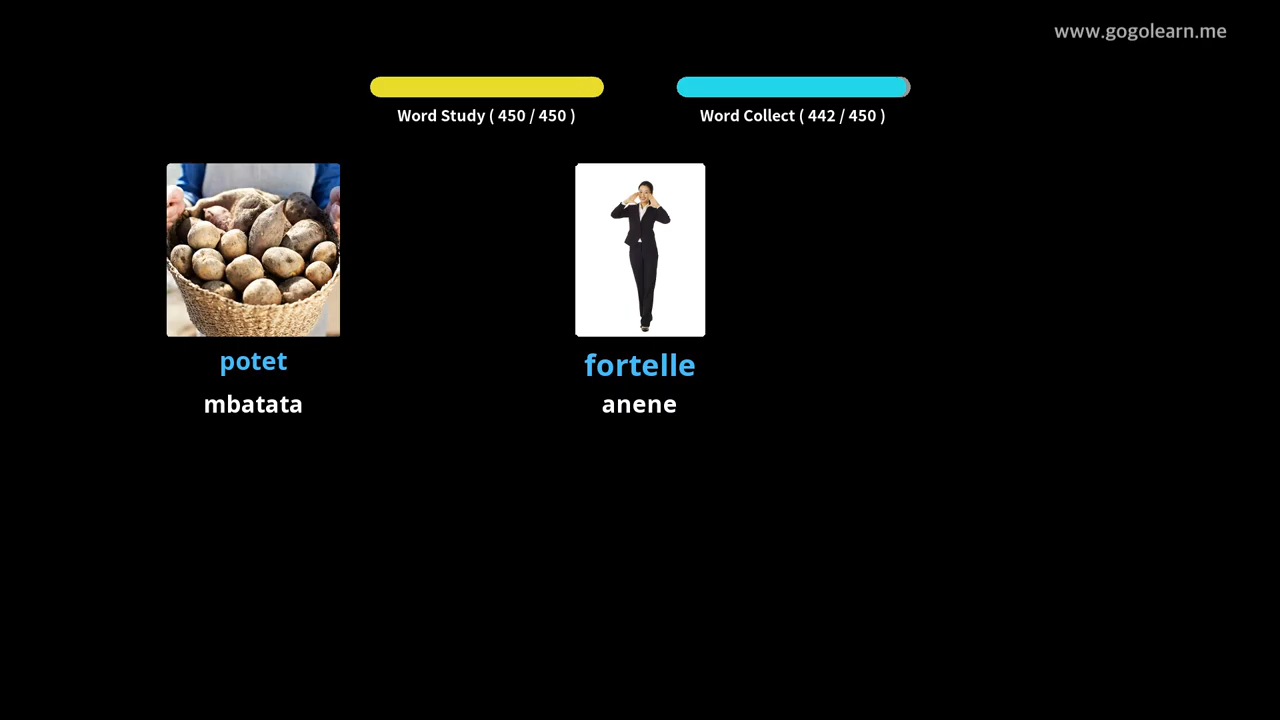 www.gogolearn.me
Word Study ( 450 / 450 )
Word Collect ( 442 / 450 )
potet
fortelle
mbatata
anene